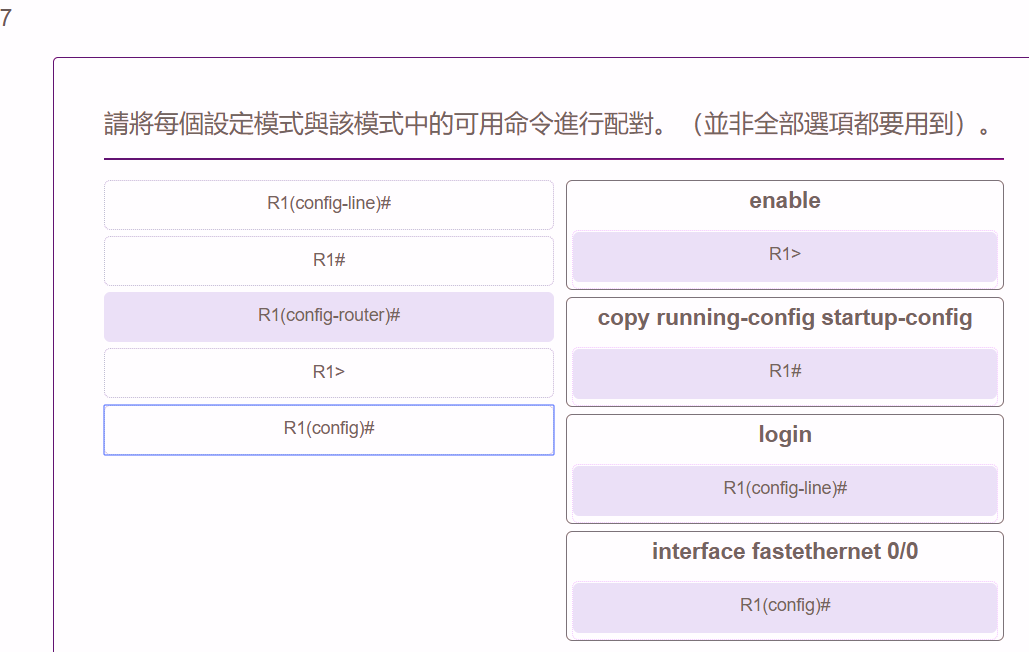 7
請將每個設定模式與該模式中的可用命令進行配對。（並非全部選項都要用到）。
R1(config-line)#
R1#
R1(config-router)#
R1>
R1(config)#
enable
R1>
copy running-config startup-config
R1#
login
R1(config-line)#
interface fastethernet 0/0
R1(config)#